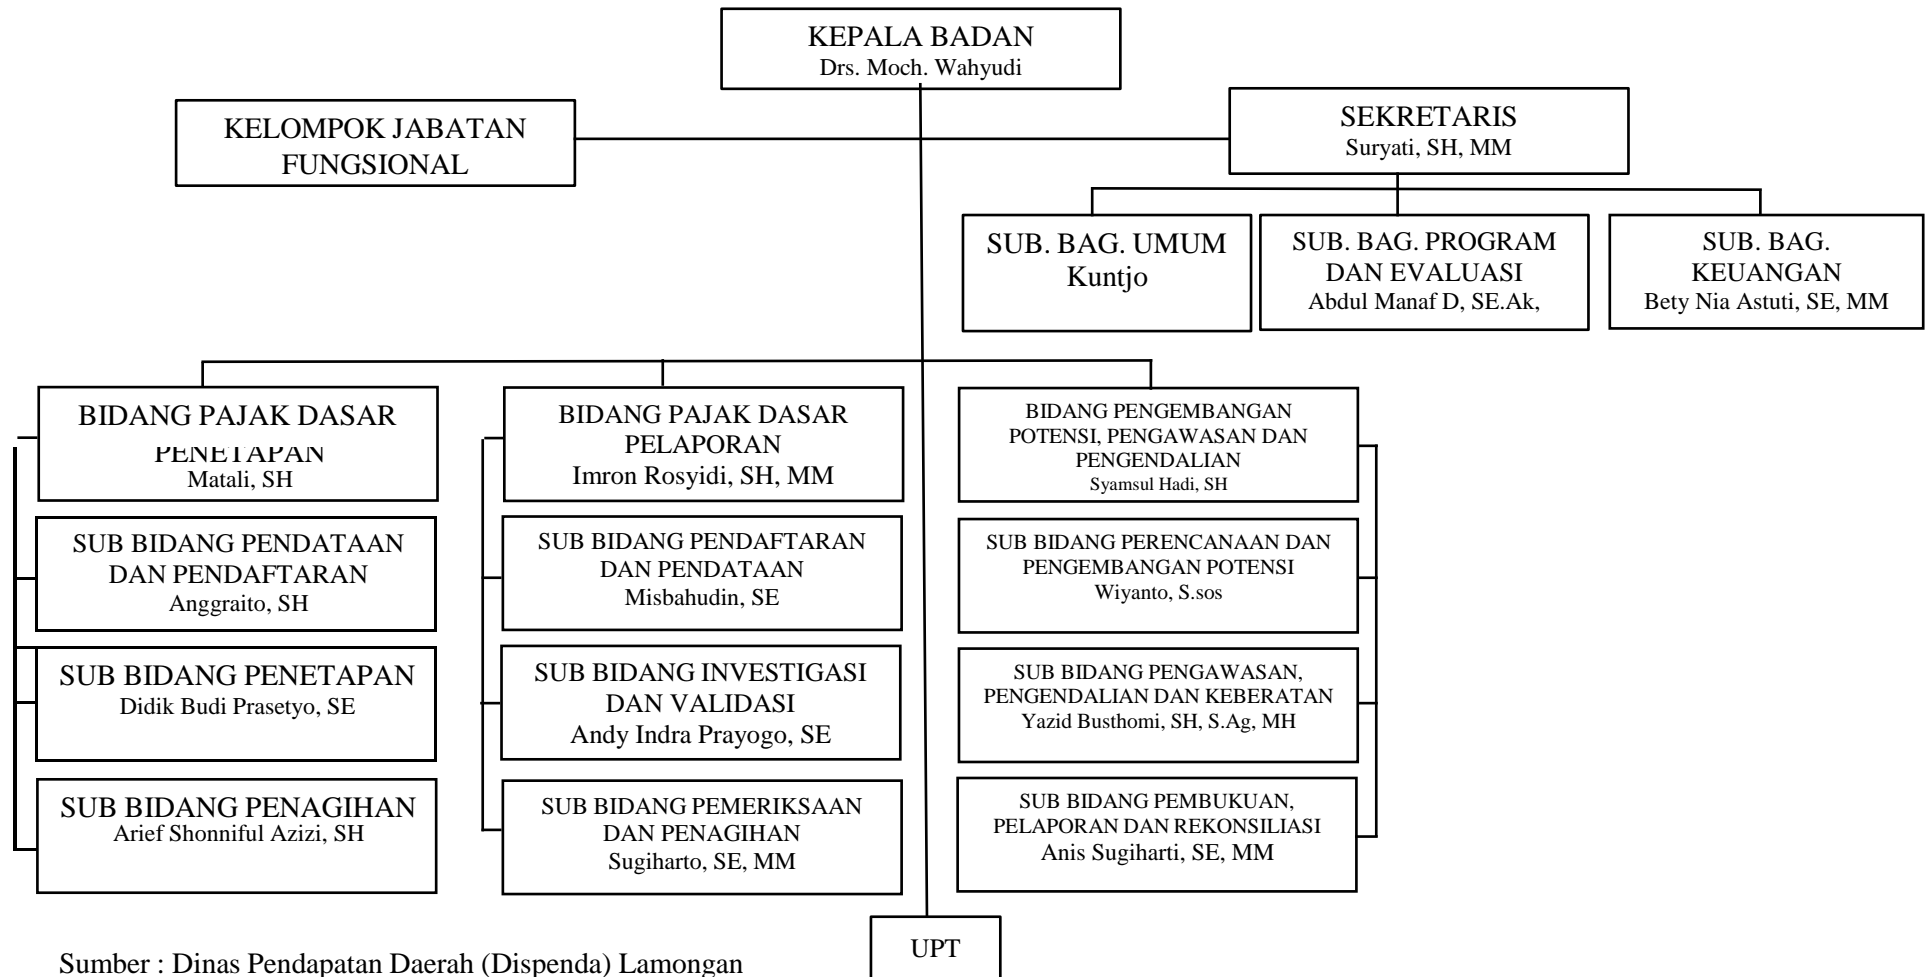 KEPALA BADAN
Drs. Moch. Wahyudi
KELOMPOK JABATAN
FUNGSIONAL
SEKRETARIS
Suryati, SH, MM
SUB. BAG. UMUM
Kuntjo
SUB. BAG. PROGRAM
DAN EVALUASI
Abdul Manaf D, SE.Ak,
SUB. BAG.
KEUANGAN
Bety Nia Astuti, SE, MM
BIDANG PAJAK DASAR
PENETAPAN
Matali, SH
SUB BIDANG PENDATAAN
DAN PENDAFTARAN
Anggraito, SH
SUB BIDANG PENETAPAN
Didik Budi Prasetyo, SE
SUB BIDANG PENAGIHAN
Arief Shonniful Azizi, SH
BIDANG PAJAK DASAR
PELAPORAN
Imron Rosyidi, SH, MM
SUB BIDANG PENDAFTARAN
DAN PENDATAAN
Misbahudin, SE
SUB BIDANG INVESTIGASI
DAN VALIDASI
Andy Indra Prayogo, SE
SUB BIDANG PEMERIKSAAN
DAN PENAGIHAN
Sugiharto, SE, MM
BIDANG PENGEMBANGAN
POTENSI, PENGAWASAN DAN
PENGENDALIAN
Syamsul Hadi, SH
SUB BIDANG PERENCANAAN DAN
PENGEMBANGAN POTENSI
Wiyanto, S.sos
SUB BIDANG PENGAWASAN,
PENGENDALIAN DAN KEBERATAN
Yazid Busthomi, SH, S.Ag, MH
SUB BIDANG PEMBUKUAN,
PELAPORAN DAN REKONSILIASI
Anis Sugiharti, SE, MM
UPT
Sumber : Dinas Pendapatan Daerah (Dispenda) Lamongan